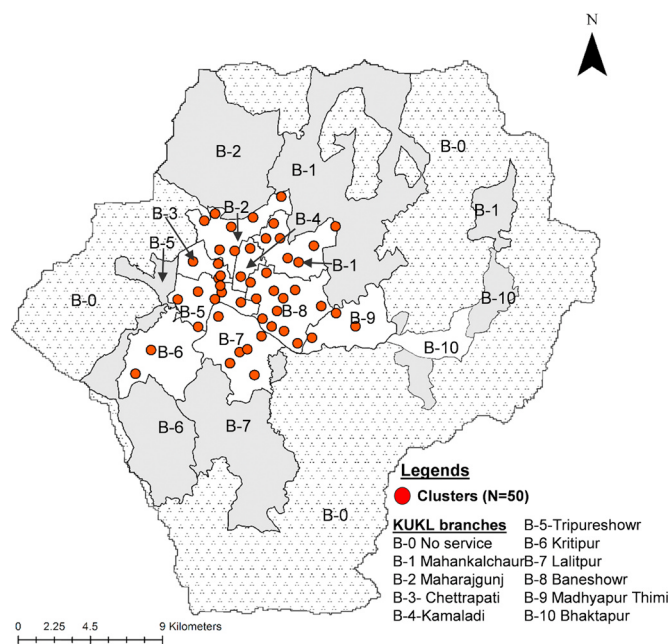 N
B-2
B-0
B-1
B-3
B-2
B-4
B-1
B-5
B-1
B-0
B-10
B-5
B-8
B-9
B-7
B-10
B-6
B-6
B-7
Legends
Clusters (N=50)
B-0
KUKL branches
B-0 No service
B-1 Mahankalchaur
B-2 Maharajgunj
B-3- Chettrapati
B-4-Kamaladi
B-5-Tripureshowr
B-6 Kritipur
B-7 Lalitpur
B-8 Baneshowr
B-9 Madhyapur Thimi
B-10 Bhaktapur
0 2.25 4.5 9 Kilometers